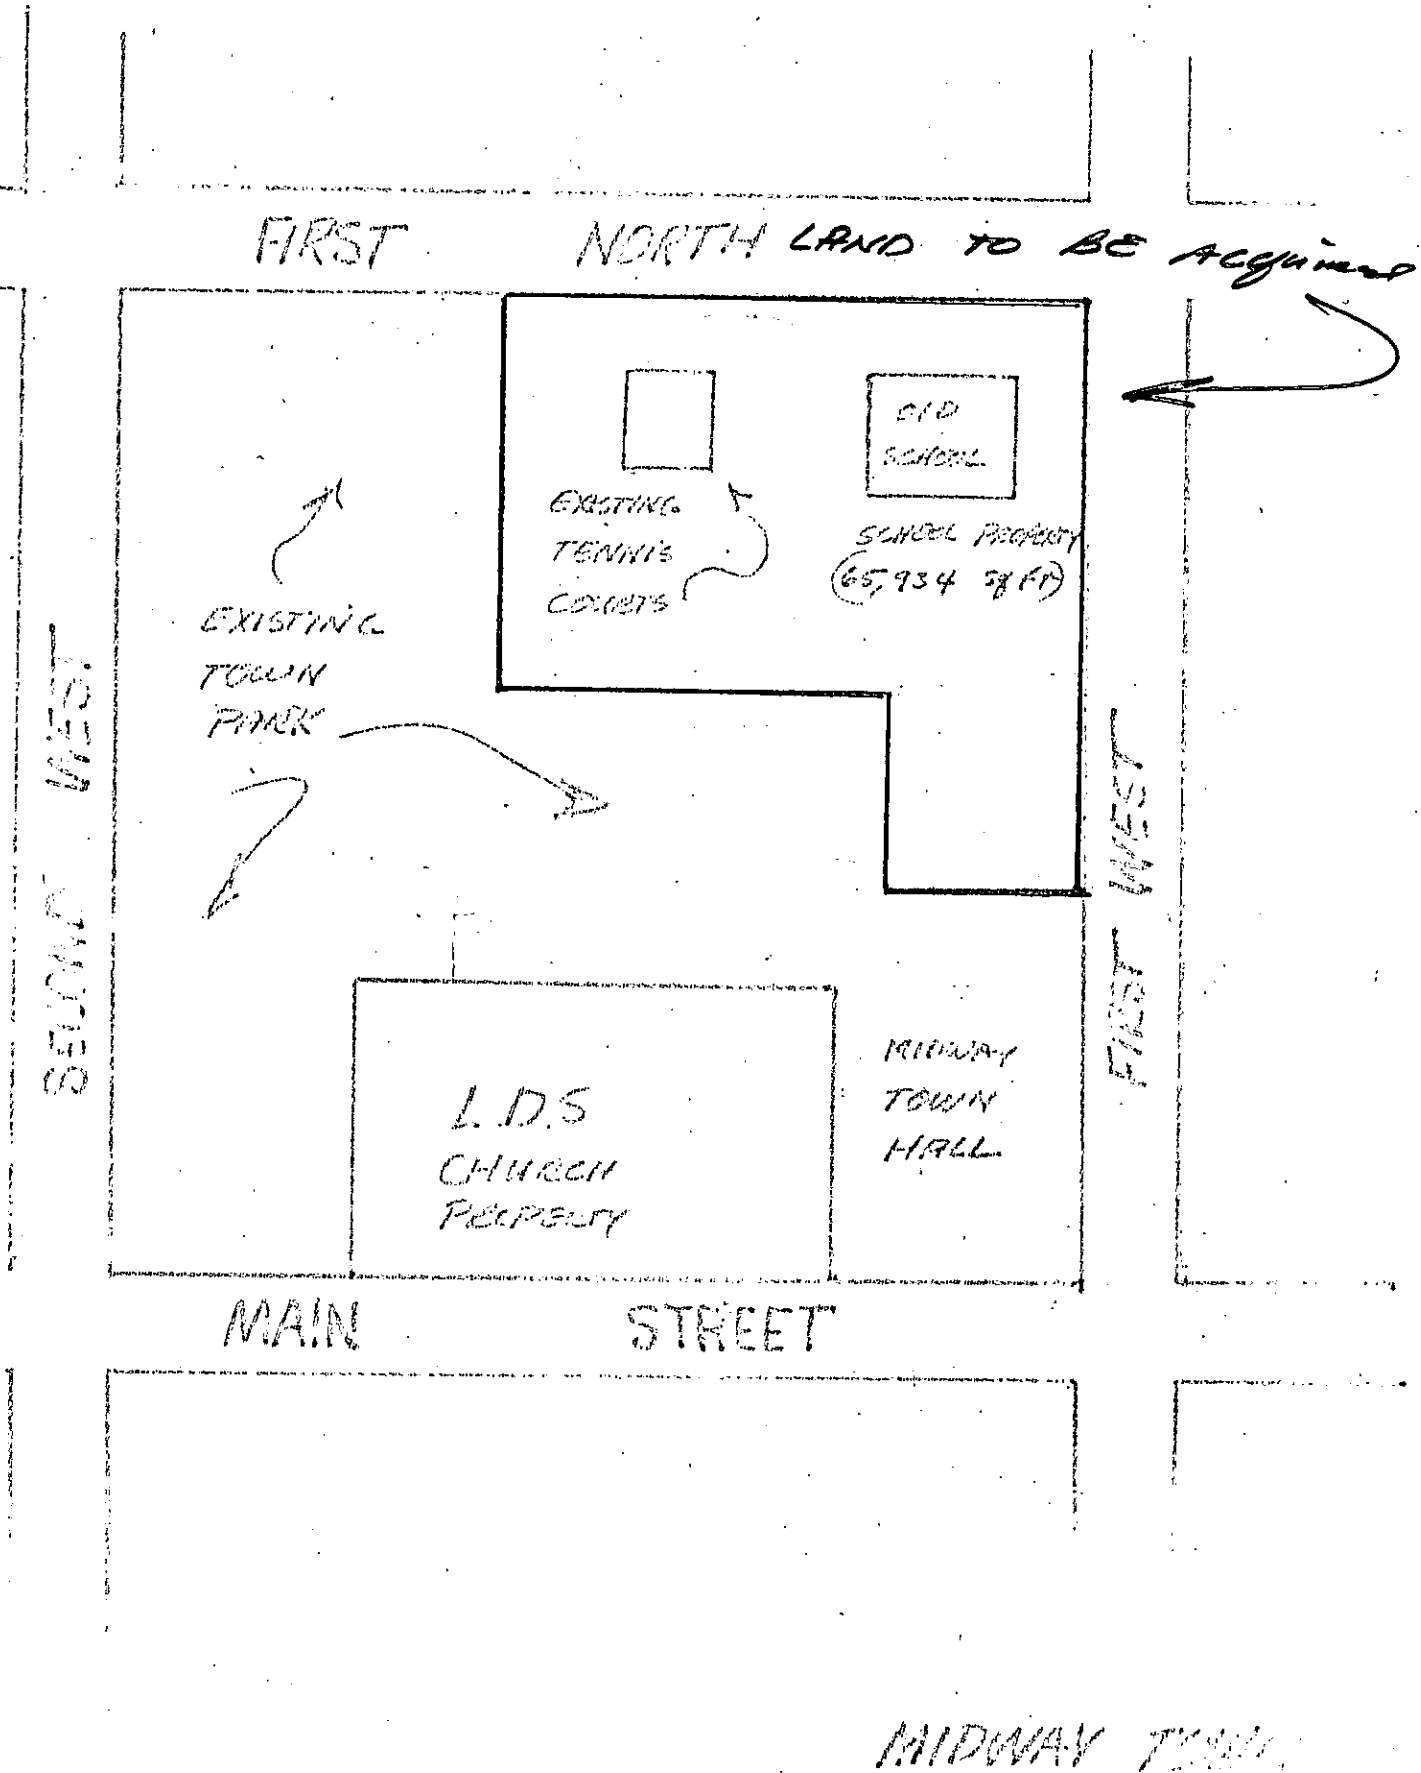 FIRST NORTH LAND TO BE ACQUIRED
OLD
SCHOOL
EXISTING
TENNIS
COURTS
SCHOOL PROPERTY
(65,934 Sq Ft)
EXISTING
TOWN
PARK
SECOND WEST
FIRST WEST
L.D.S
CHURCH
PROPERTY
MIDWAY
TOWN
HALL
MAIN STREET
MIDWAY TOWN